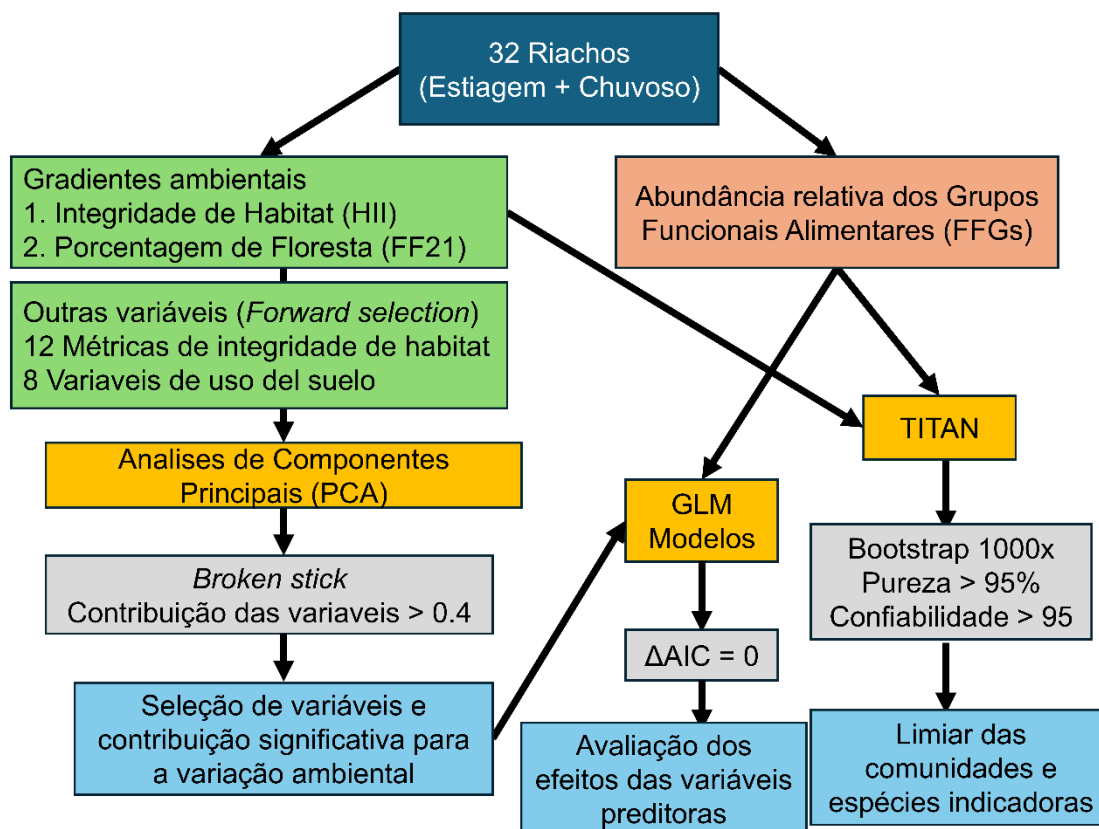 32 Riachos
(Estiagem + Chuvoso)
Gradientes ambientais
1. Integridade de Habitat (HII)
2. Porcentagem de Floresta (FF21)
Abundância relativa dos Grupos
Funcionais Alimentares (FFGs)
Outras variáveis (Forward selection)
12 Métricas de integridade de habitat
8 Variaveis de uso del suelo
Analises de Componentes
Principais (PCA)
Broken stick
Contribuição das variaveis > 0.4
Seleção de variáveis e
contribuição significativa para
a variação ambiental
GLM
Modelos
ΔAIC = 0
Avaliação dos
efeitos das variáveis
preditoras
TITAN
Bootstrap 1000x
Pureza > 95%
Confiabilidade > 95
Limiar das
comunidades e
espécies indicadoras